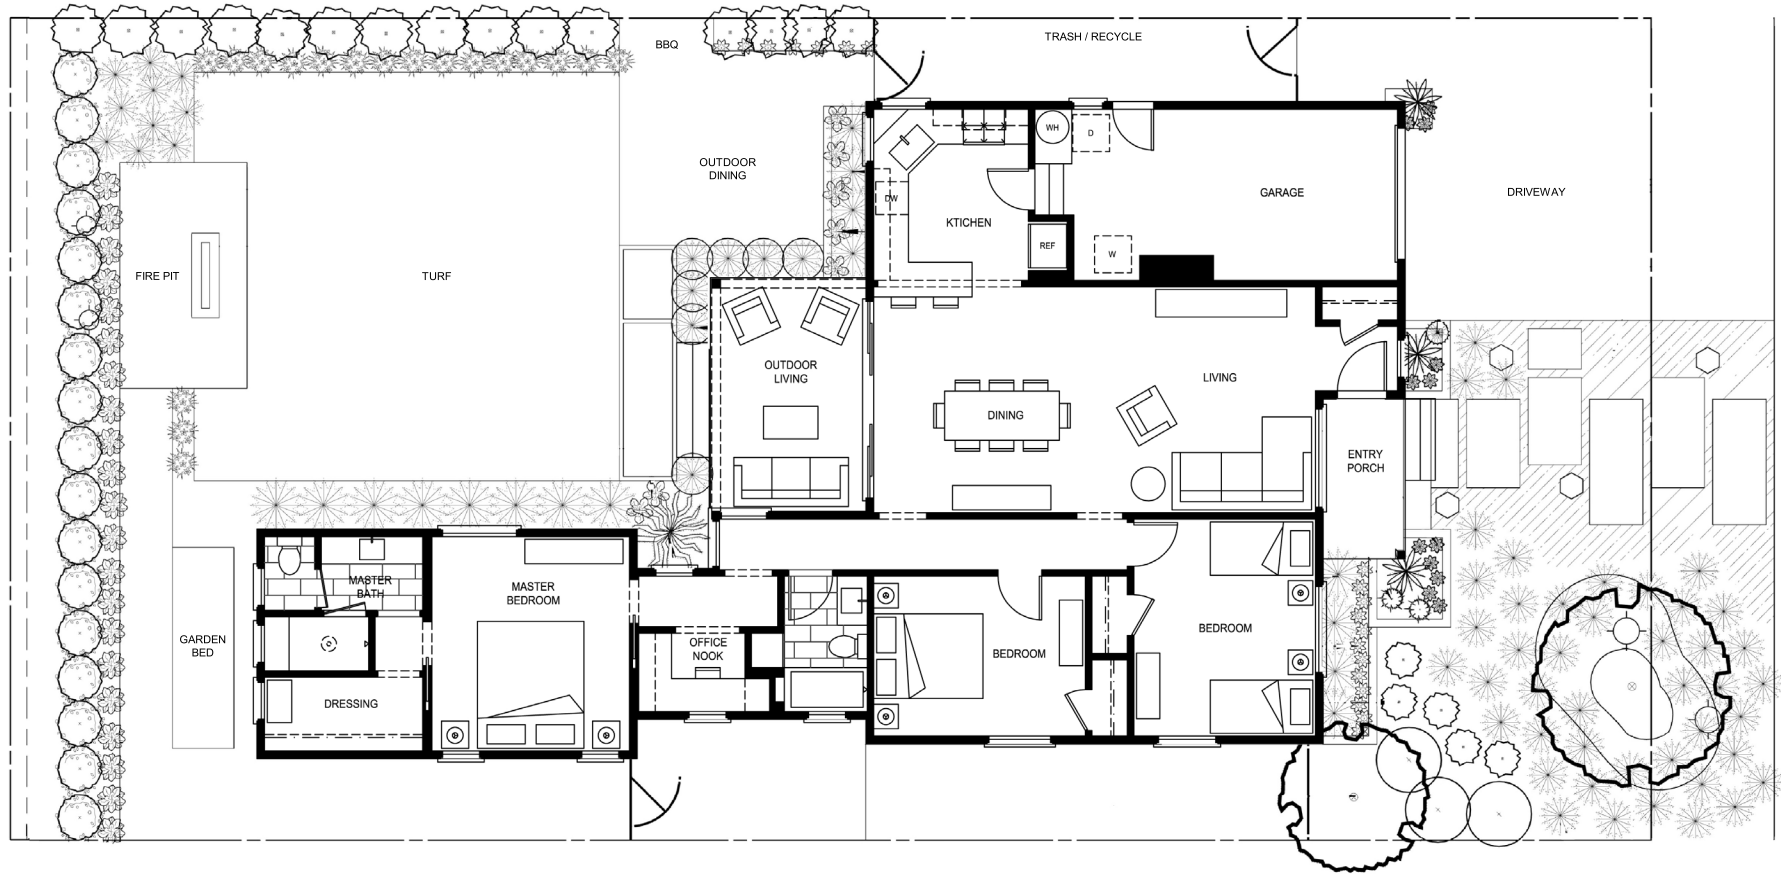 BBQ
TRASH / RECYCLE
OUTDOOR
DINING
WH
D
GARAGE
DRIVEWAY
DW
KTICHEN
REF
W
FIRE PIT
TURF
OUTDOOR
LIVING
LIVING
DINING
ENTRY
PORCH
MASTER
BATH
MASTER
BEDROOM
GARDEN
BED
OFFICE
NOOK
BEDROOM
BEDROOM
DRESSING